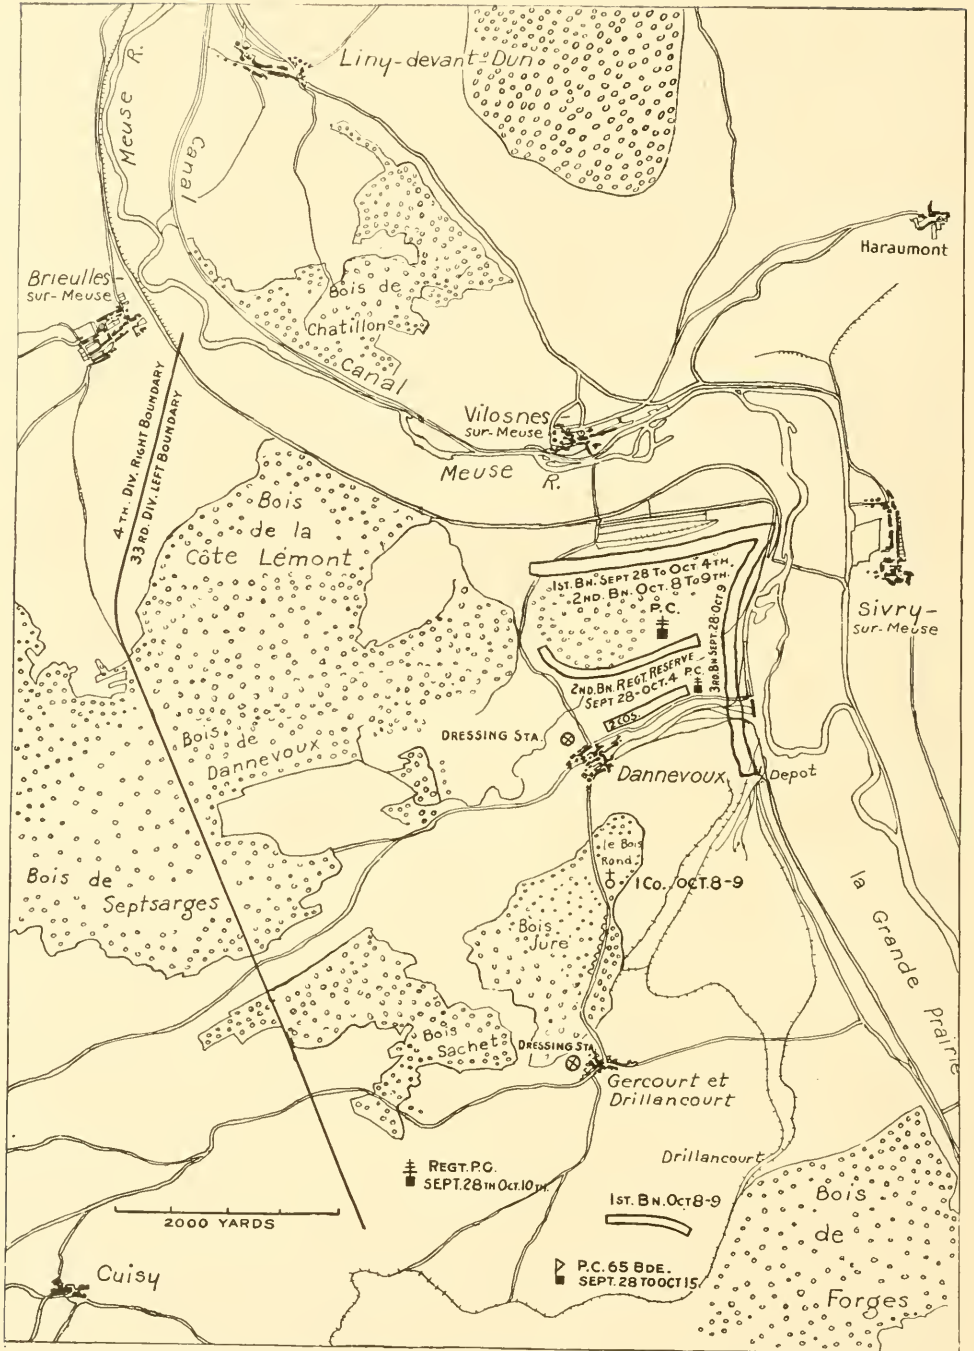 Meuse R.
Canal
Liny-devant-Dun
Haraumont
Brieulles-
sur-Meuse
Bois de
Chatillon
Canal
4TH. DIV. RIGHT BOUNDARY
33RD. DIV. LEFT BOUNDARY
Vilosnes-
sur-Meuse
Meuse R.
Bois
de la
Côte Lémont
1ST. BN. SEPT 28 TO OCT 4TH.
2ND. BN. OCT. 8 TO 9TH.
P.C.
3RD. BN SEPT. 28-OCT 9
2ND. BN. REGT. RESERVE
SEPT 28-OCT. 4
P.C.
2 COS.
Sivry-
sur-Meuse
Bois de
Dannevoux
DRESSING STA.
Dannevoux
Depot
le Bois
Rond
1 Co. OCT. 8-9
Bois de
Septsarges
Bois
Juré
la Grande Prairie
Bois
Sachet
DRESSING STA.
Gercourt et
Drillancourt
Drillancourt
REGT. P.C.
SEPT. 28TH OCT. 10TH.
1ST. BN. OCT 8-9
Bois
de
Forges
2000 YARDS
Cuisy
P.C. 65 BDE.
SEPT. 28 TO OCT 15